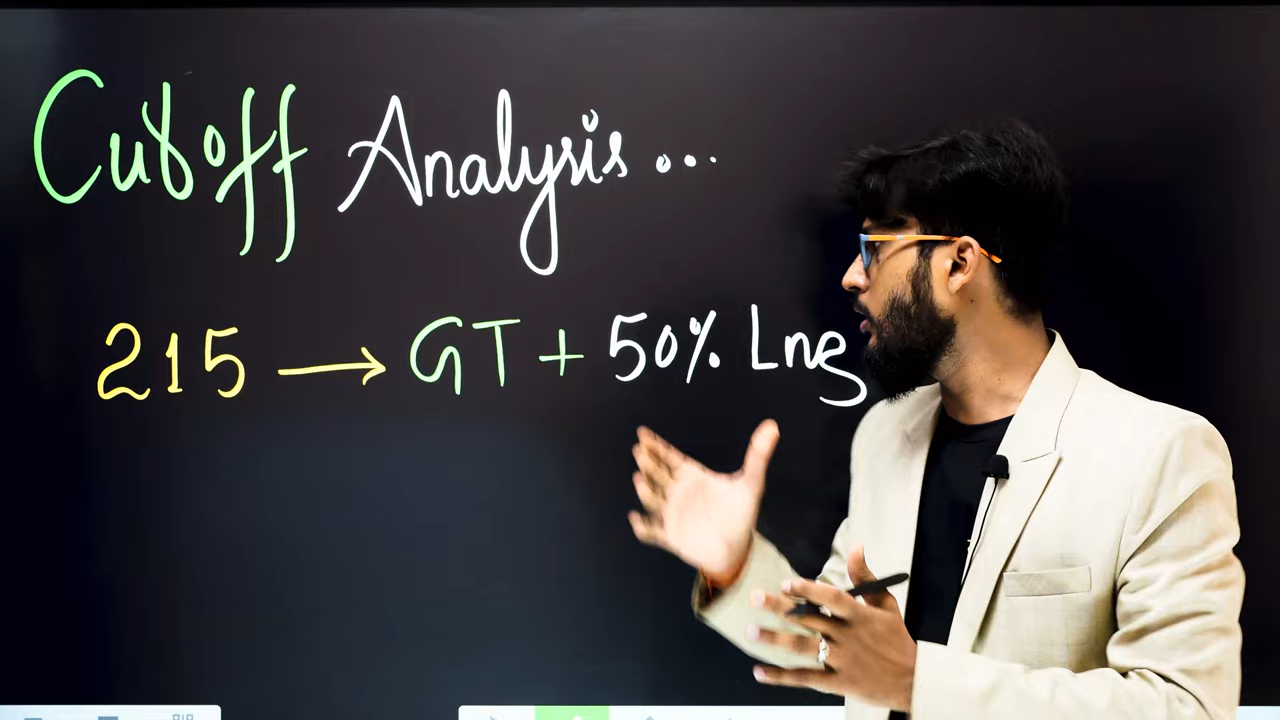 Cutoff Analysis...
215 → GT + 50% Lng